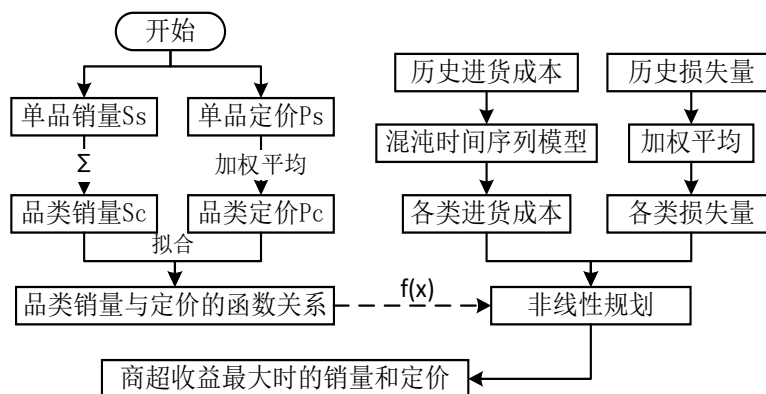 开始
历史进货成本
历史损失量
单品销量Ss
单品定价Ps
混沌时间序列模型
加权平均
Σ
加权平均
品类销量Sc
品类定价Pc
各类进货成本
各类损失量
拟合
品类销量与定价的函数关系
f(x)
非线性规划
商超收益最大时的销量和定价